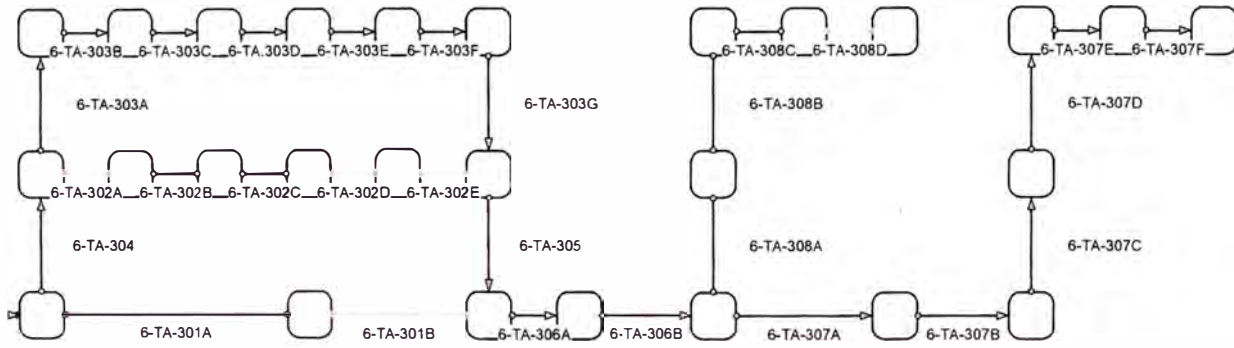 6-TA-303B 6-TA-303C 6-TA.303D 6-TA-303E 6-TA-303F 6-TA-308C 6-TA-308D 6-TA-307E 6-TA-307F
6-TA-303A 6-TA-303G 6-TA-308B 6-TA-307D
6-TA-302A 6-TA-302B 6-TA-302C 6-TA-302D 6-TA-302E
6-TA-304 6-TA-305 6-TA-308A 6-TA-307C
6-TA-301A 6-TA-301B 6-TA-306A 6-TA-306B 6-TA-307A 6-TA-307B